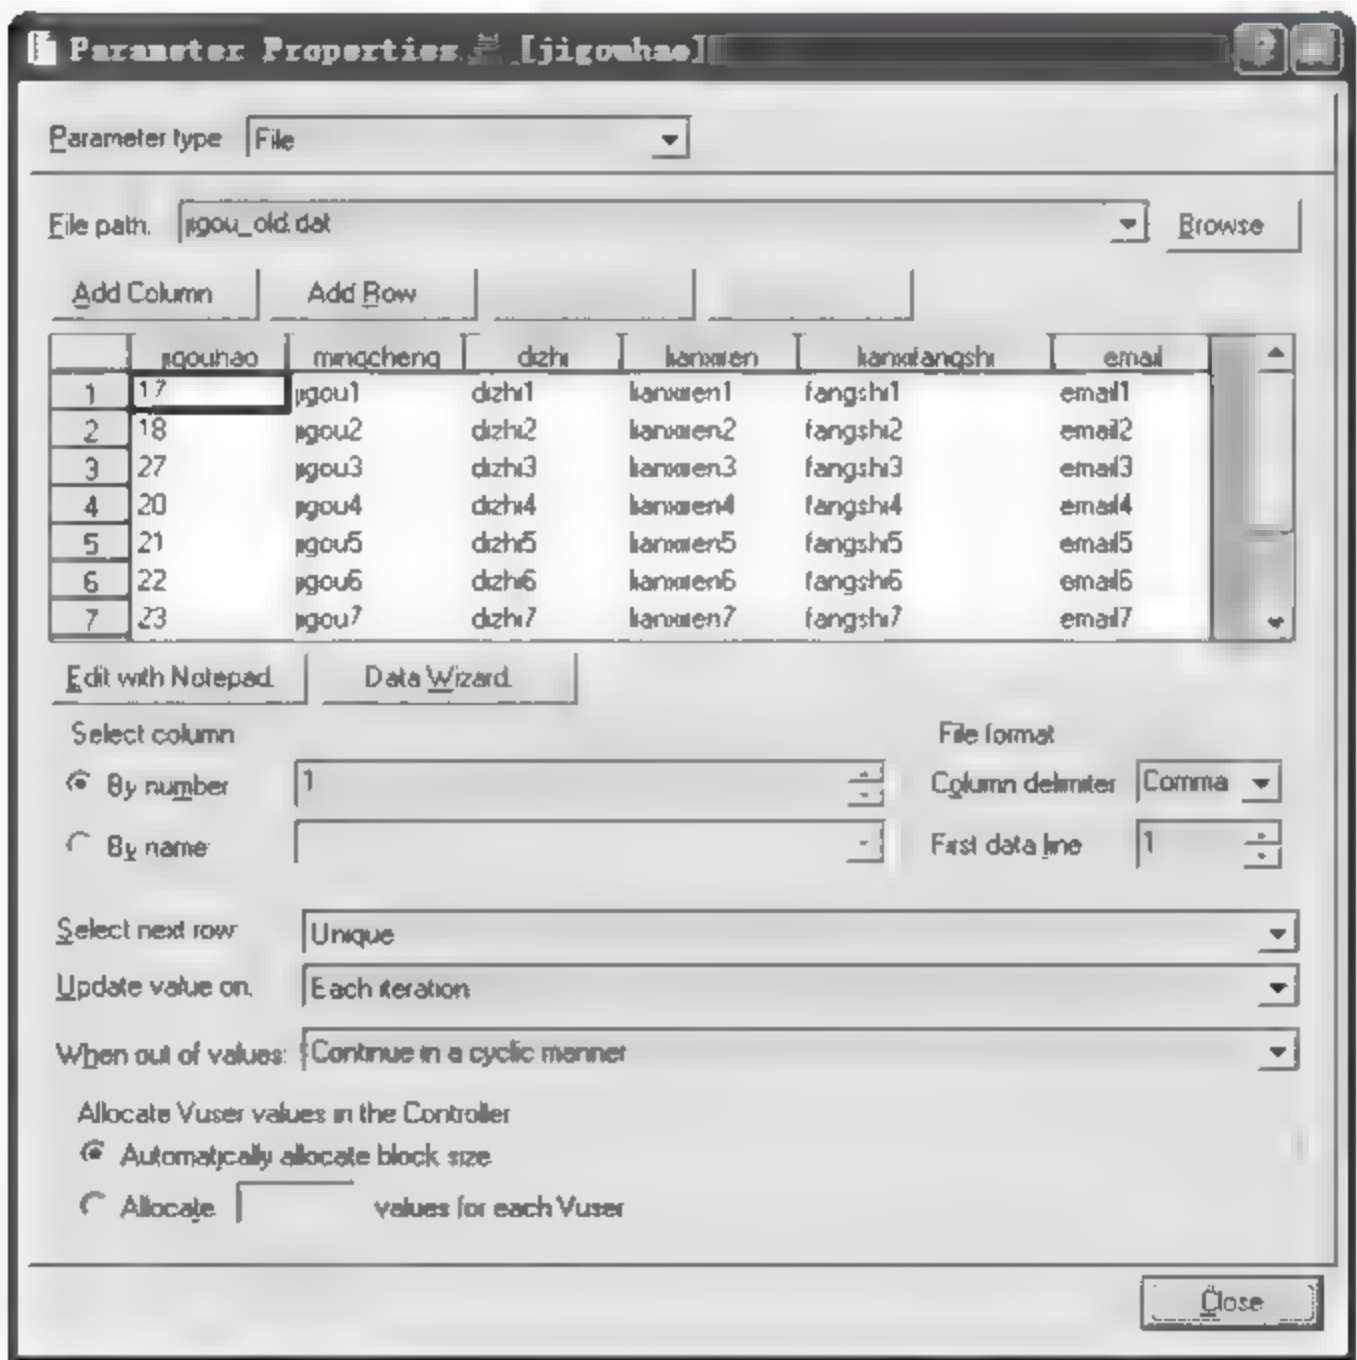 Parameter Properties - [jigouhao]
Parameter type File
File path. jigou_old.dat Browse
Add Column Add Row
jigouhao mingcheng dizhi lianxiren lianxifangshi email
1 17 jigou1 dizhi1 lianxiren1 fangshi1 email1
2 18 jigou2 dizhi2 lianxiren2 fangshi2 email2
3 27 jigou3 dizhi3 lianxiren3 fangshi3 email3
4 20 jigou4 dizhi4 lianxiren4 fangshi4 email4
5 21 jigou5 dizhi5 lianxiren5 fangshi5 email5
6 22 jigou6 dizhi6 lianxiren6 fangshi6 email6
7 23 jigou7 dizhi7 lianxiren7 fangshi7 email7
Edit with Notepad. Data Wizard.
Select column File format
By number 1 Column delimiter Comma
By name First data line 1
Select next row Unique
Update value on. Each iteration
When out of values: Continue in a cyclic manner
Allocate Vuser values in the Controller
Automatically allocate block size
Allocate values for each Vuser
Close